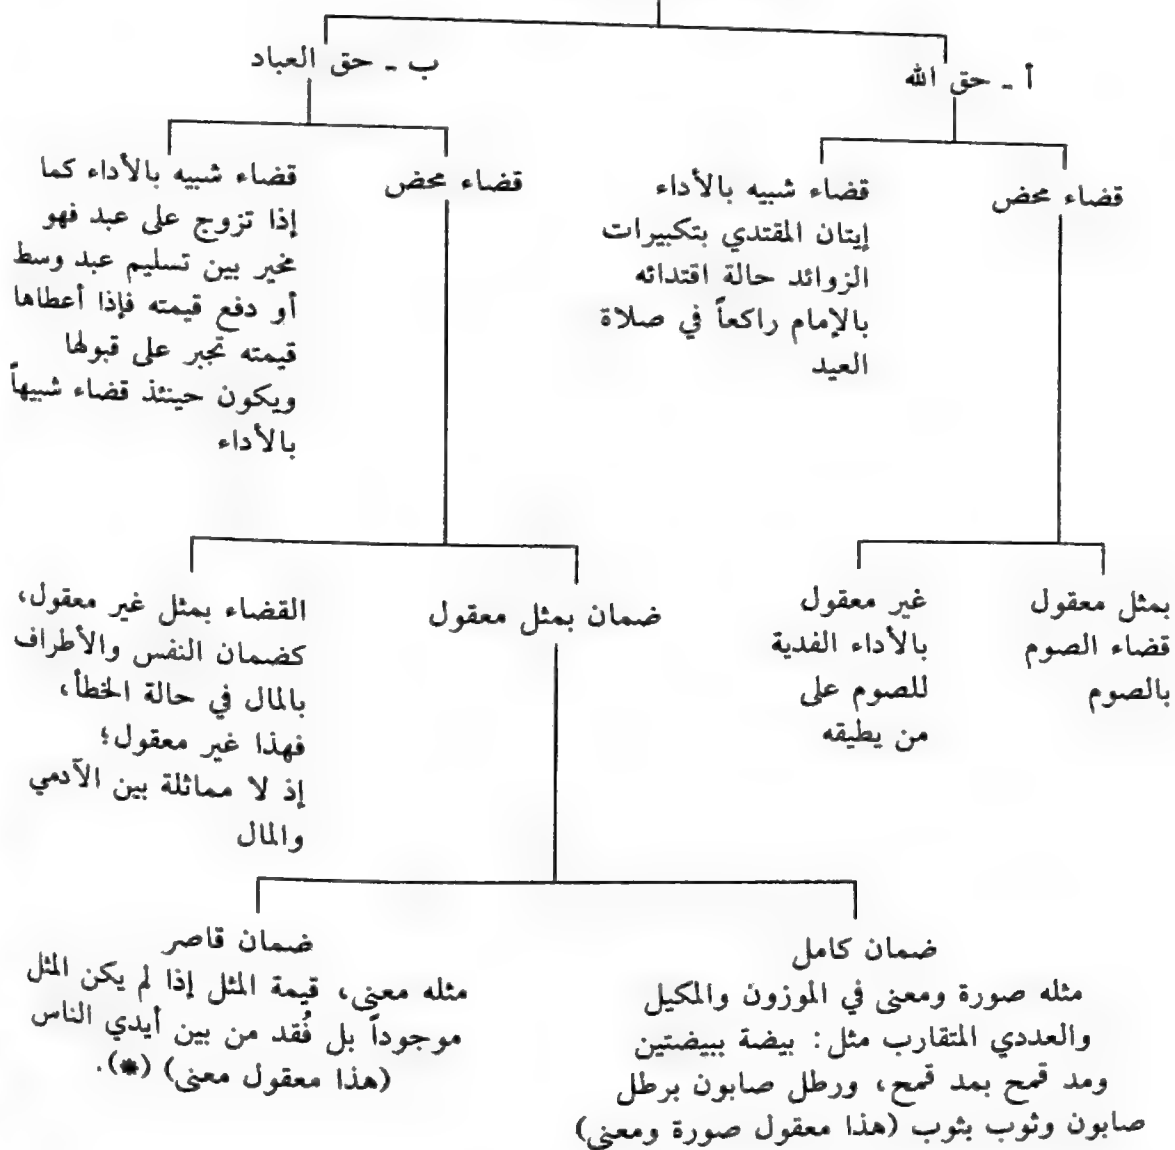 أ ـ حق الله
ب ـ حق العباد
قضاء محض
قضاء شبيه بالأداء
إيتان المقتدي بتكبيرات
الزوائد حالة اقتدائه
بالإمام راكعاً في صلاة
العيد
قضاء محض
قضاء شبيه بالأداء كما
إذا تزوج على عبد فهو
مخير بين تسليم عبد وسط
أو دفع قيمته فإذا أعطاها
قيمته تجبر على قبولها
ويكون حينئذ قضاء شبيهاً
بالأداء
بمثل معقول
قضاء الصوم
بالصوم
غير معقول
بالأداء الفدية
للصوم على
من يطيقه
ضمان بمثل معقول
القضاء بمثل غير معقول،
كضمان النفس والأطراف
بالمال في حالة الخطأ،
فهذا غير معقول؛
إذ لا مماثلة بين الآدمي
والمال
ضمان كامل
مثله صورة ومعنى في الموزون والمكيل
والعددي المتقارب مثل: بيضة ببيضتين
ومد قمح بمد قمح، ورطل صابون برطل
صابون وثوب بثوب (هذا معقول صورة ومعنى)
ضمان قاصر
مثله معنى، قيمة المثل إذا لم يكن المثل
موجوداً بل فُقد من بين أيدي الناس
(هذا معقول معنى) (*).